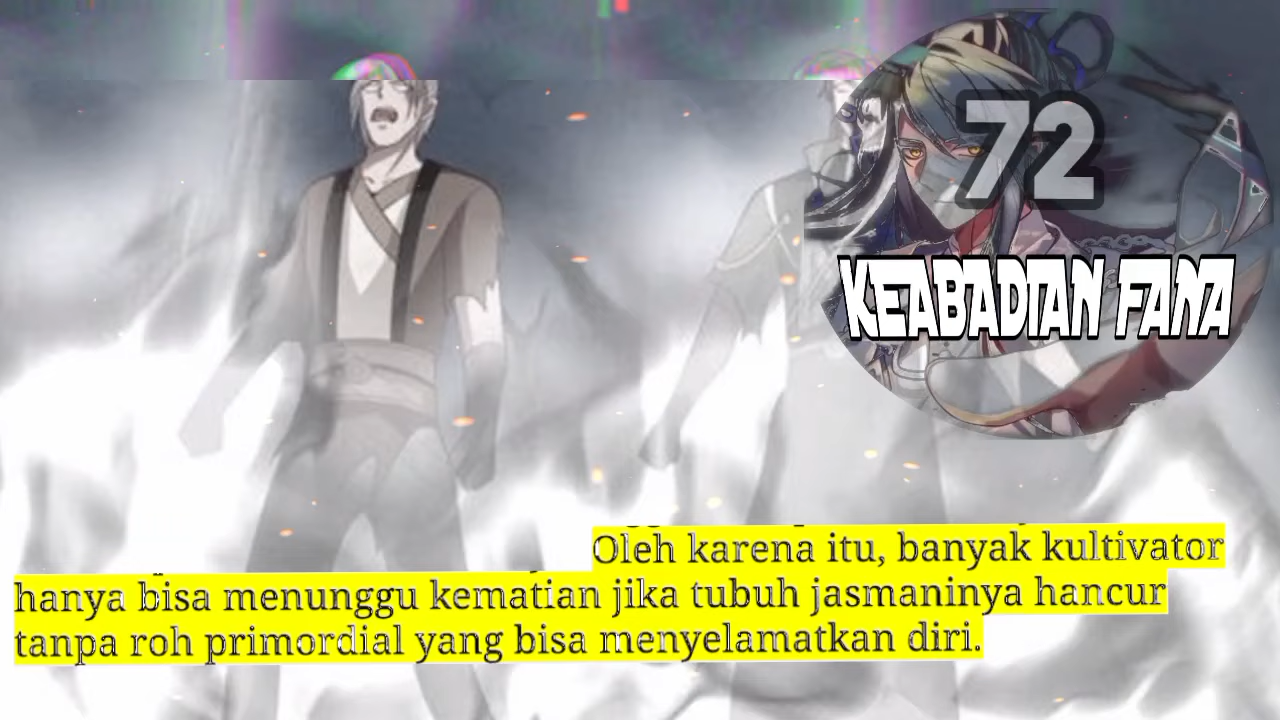 72
KEABADIAN FANA
Oleh karena itu, banyak kultivator
hanya bisa menunggu kematian jika tubuh jasmaninya hancur
tanpa roh primordial yang bisa menyelamatkan diri.